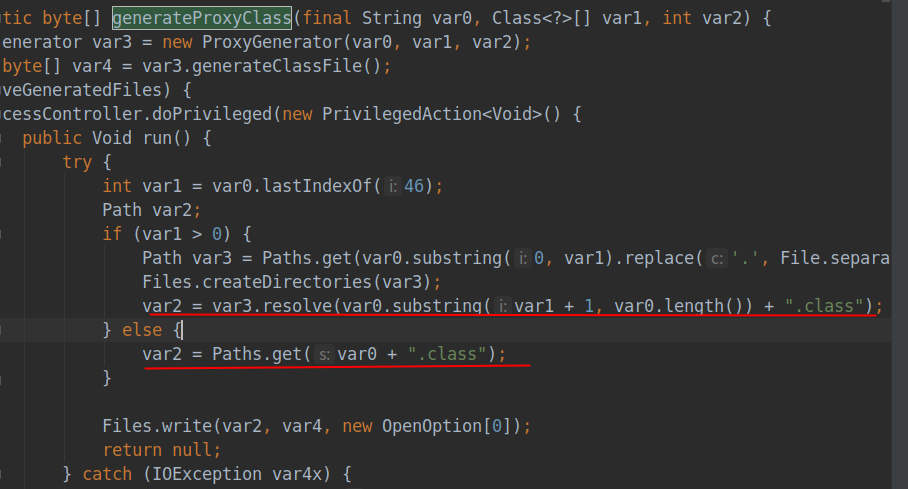 tic byte[] generateProxyClass(final String var0, Class<?>[] var1, int var2) {
enerator var3 = new ProxyGenerator(var0, var1, var2);
byte[] var4 = var3.generateClassFile();
veGeneratedFiles) {
cessController.doPrivileged(new PrivilegedAction<Void>() {
public Void run() {
try {
int var1 = var0.lastIndexOf( i: 46);
Path var2;
if (var1 > 0) {
Path var3 = Paths.get(var0.substring( i: 0, var1).replace( c: '.', File.separa
Files.createDirectories(var3);
var2 = var3.resolve(var0.substring( i: var1 + 1, var0.length()) + ".class");
} else {
var2 = Paths.get( s: var0 + ".class");
}
Files.write(var2, var4, new OpenOption[0]);
return null;
} catch (IOException var4x) {